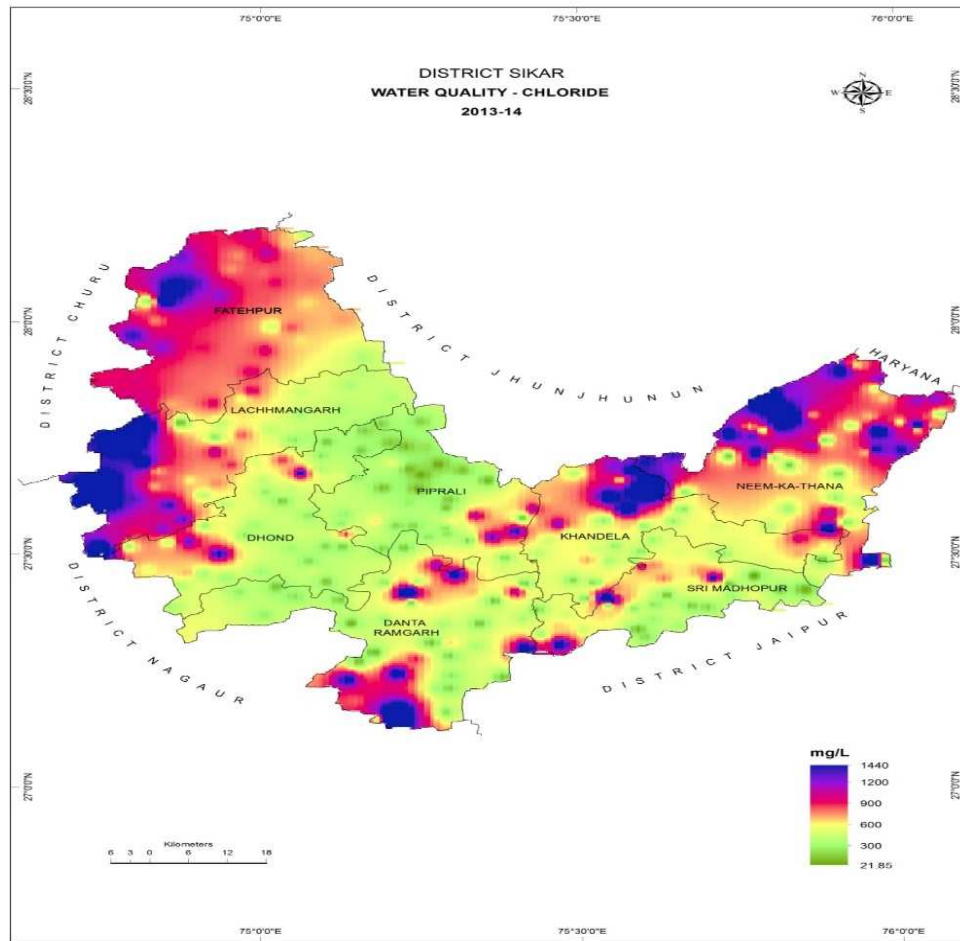 75°0'0"E 75°30'0"E 76°0'0"E
DISTRICT SIKAR
WATER QUALITY - CHLORIDE
2013-14
N
W E
S
28°30'0"N 28°30'0"N
DISTRICT CHURU
FATEHPUR
DISTRICT JHUNJHUNUN
28°0'0"N 28°0'0"N
HARYANA
LACHHMANGARH
PIPRALI
NEEM-KA-THANA
DHOND
KHANDELA
27°30'0"N 27°30'0"N
SRI MADHOPUR
DANTA
RAMGARH
DISTRICT NAGAUR
DISTRICT JAIPUR
mg/L
1440
1200
900
600
300
21.85
27°0'0"N 27°0'0"N
Kilometers
6 3 0 6 12 18
75°0'0"E 75°30'0"E 76°0'0"E